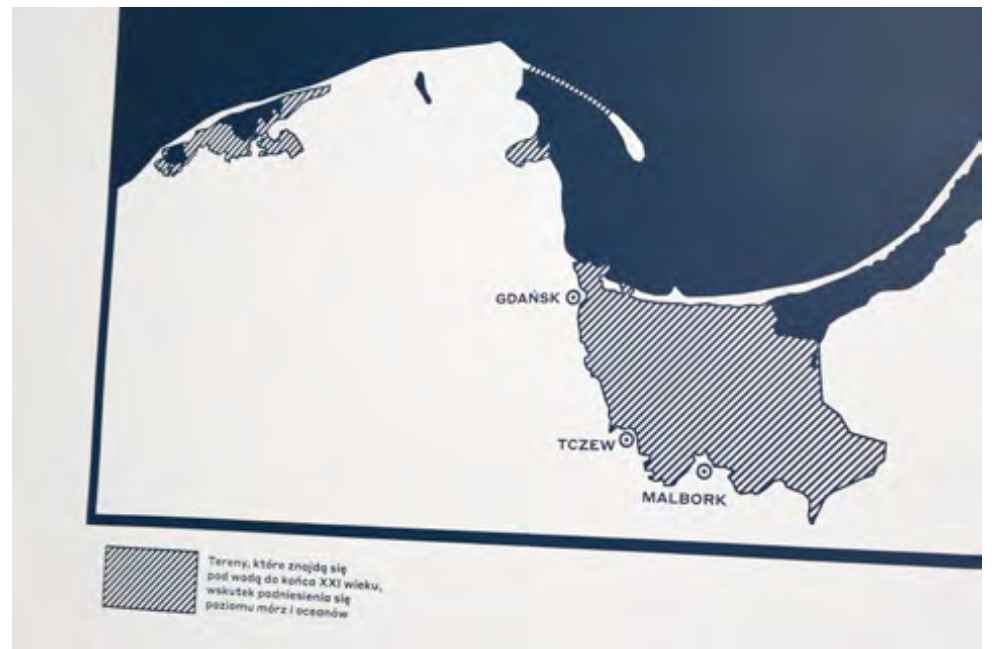 GDAŃSK
TCZEW
MALBORK
Tereny, które znajdą się
pod wodą do końca XXI wieku,
wskutek podniesienia się
poziomu mórz i oceanów